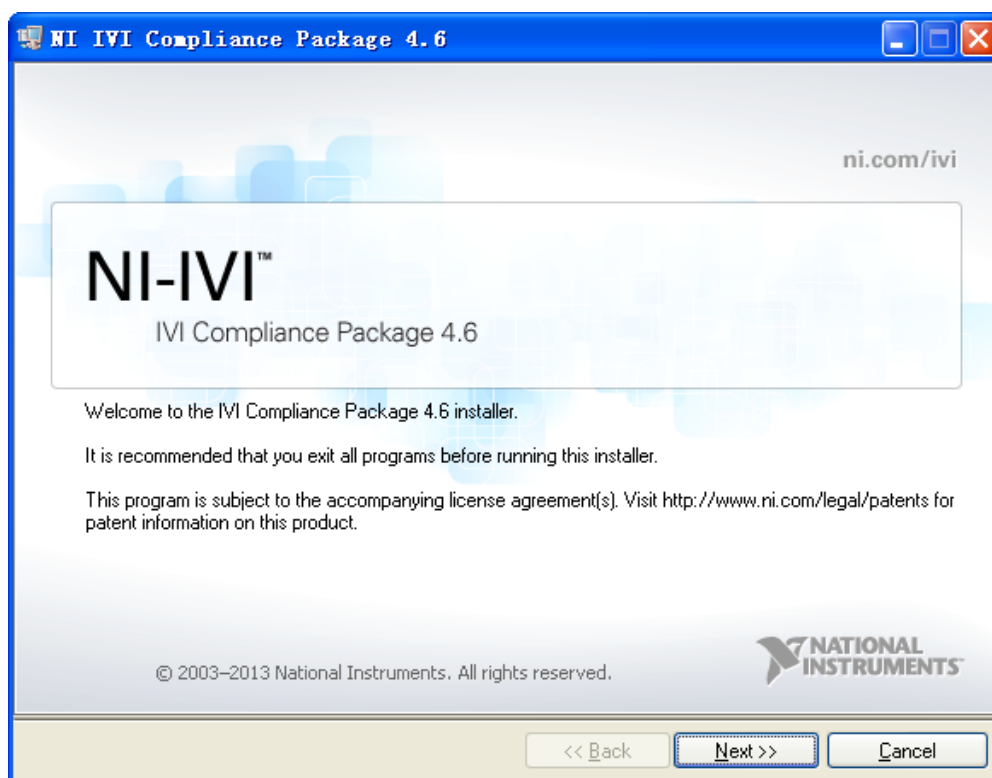 NI IVI Compliance Package 4.6
ni.com/ivi
NI-IVI™
IVI Compliance Package 4.6
Welcome to the IVI Compliance Package 4.6 installer.
It is recommended that you exit all programs before running this installer.
This program is subject to the accompanying license agreement(s). Visit http://www.ni.com/legal/patents for
patent information on this product.
© 2003–2013 National Instruments. All rights reserved.
NATIONAL
INSTRUMENTS™
<< Back
Next >>
Cancel